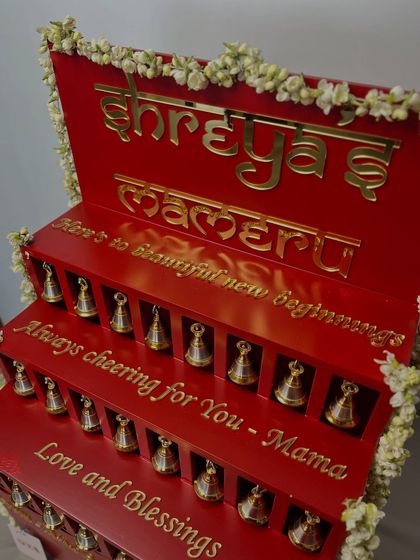 Shreya's
mameru
Here's to beautiful new beginnings
Always cheering for You - Mama
Love and Blessings